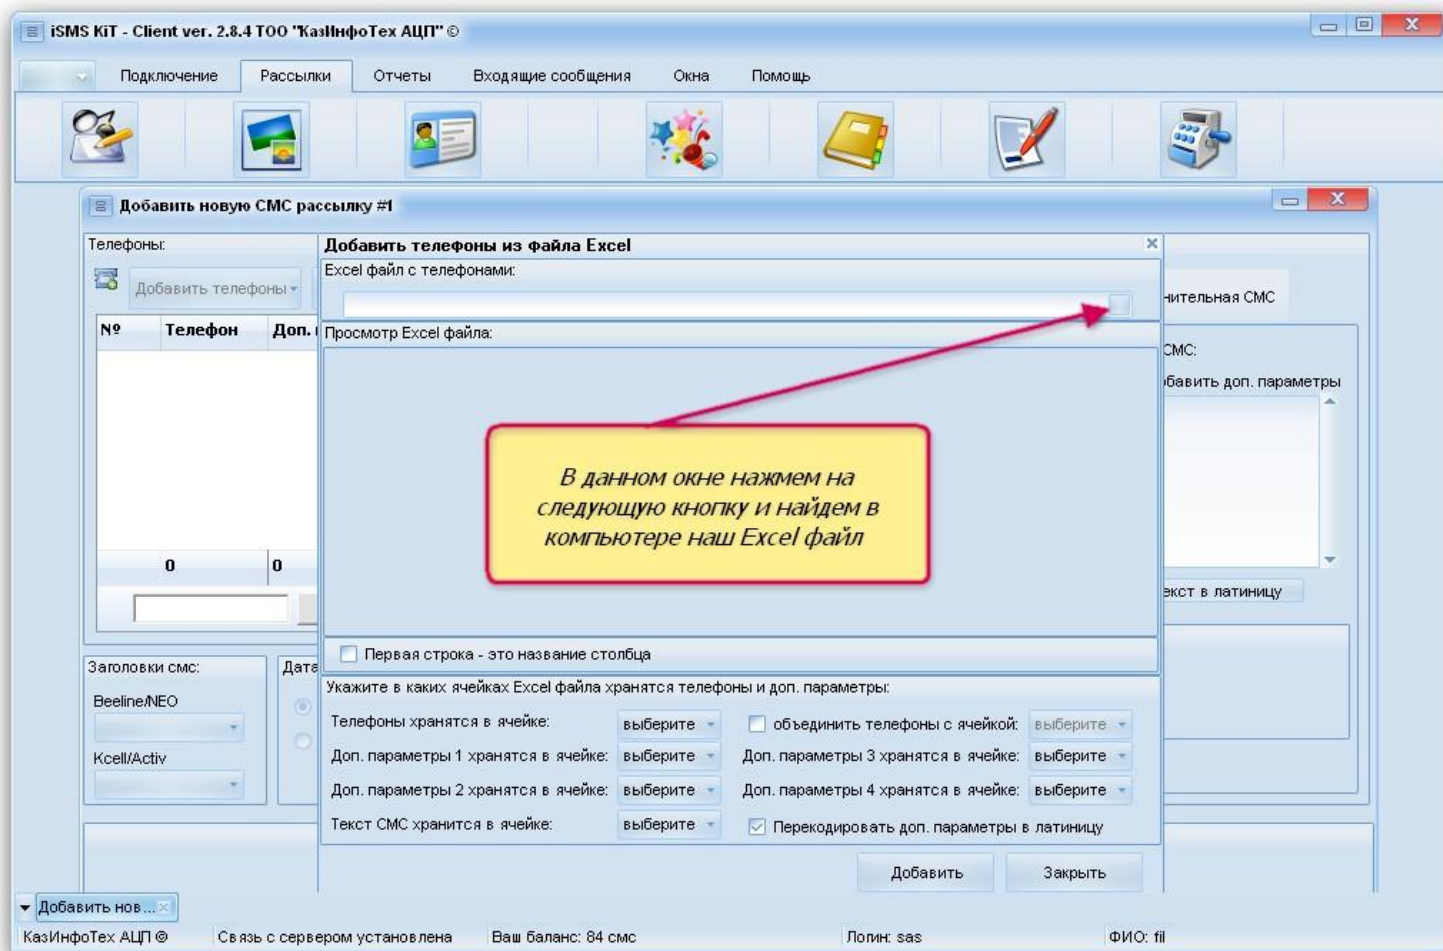 iSMS KiT - Client ver. 2.8.4 ТОО "КазИнфоТех АЦП" ©
Подключение Рассылки Отчеты Входящие сообщения Окна Помощь
Добавить новую СМС рассылку #1
Телефоны:
Добавить телефоны
№ Телефон Доп.
0 0
Добавить телефоны из файла Excel
Excel файл с телефонами:
Просмотр Excel файла:
В данном окне нажмем на
следующую кнопку и найдем в
компьютере наш Excel файл
Первая строка - это название столбца
Укажите в каких ячейках Excel файла хранятся телефоны и доп. параметры:
Телефоны хранятся в ячейке: выберите объединить телефоны с ячейкой: выберите
Доп. параметры 1 хранятся в ячейке: выберите Доп. параметры 3 хранятся в ячейке: выберите
Доп. параметры 2 хранятся в ячейке: выберите Доп. параметры 4 хранятся в ячейке: выберите
Текст СМС хранится в ячейке: выберите Перекодировать доп. параметры в латиницу
Добавить Закрыть
нительная СМС
СМС:
бавить доп. параметры
екст в латиницу
Заголовки смс:
Beeline/NEO
Kcell/Activ
Дата
Добавить нов...
КазИнфоТех АЦП © Связь с сервером установлена Ваш баланс: 84 смс Логин: sas ФИО: fil